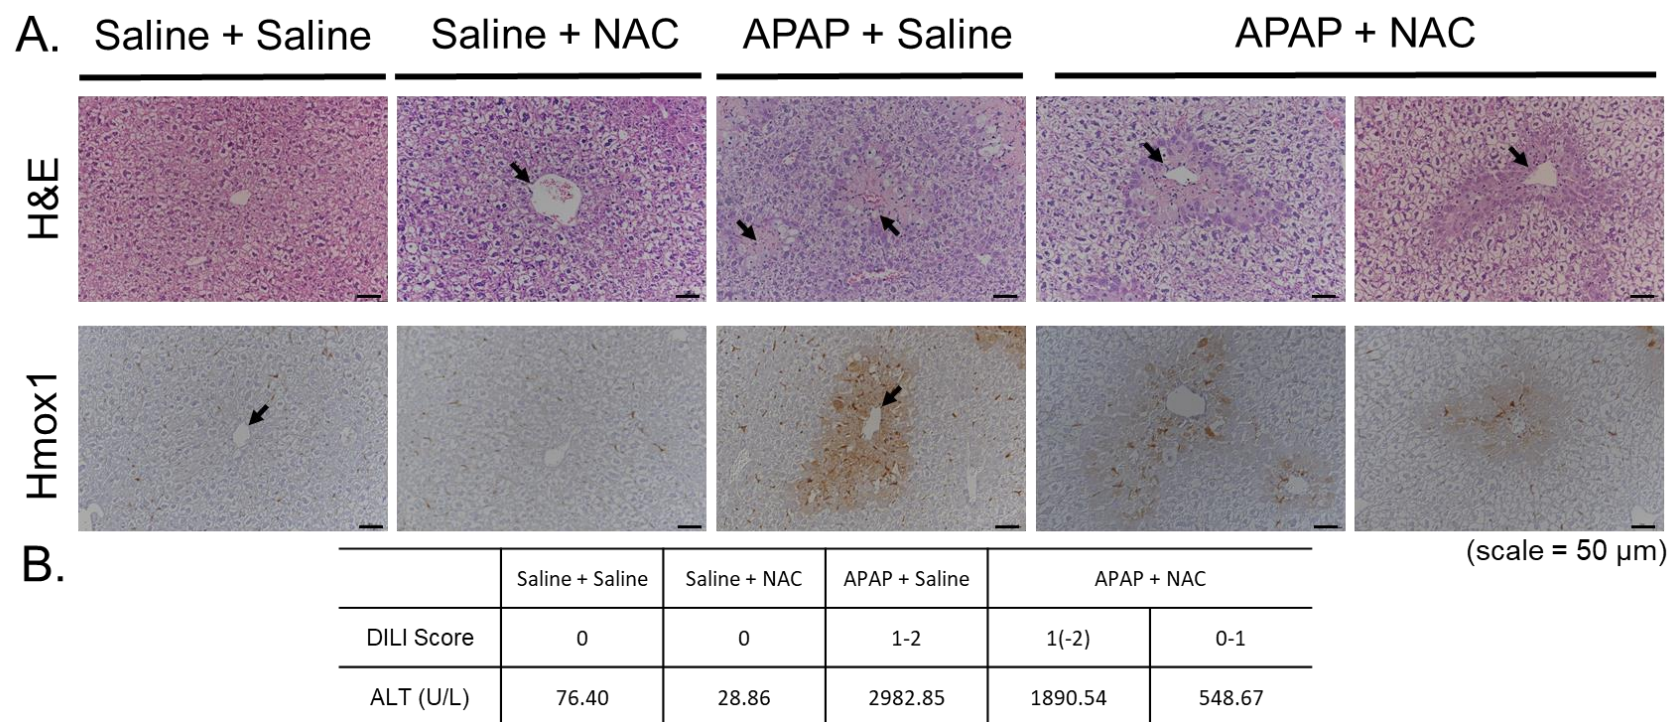 A.
Saline + Saline
Saline + NAC
APAP + Saline
APAP + NAC
H&E
Hmox1
(scale = 50 µm)
B.
Saline + Saline
Saline + NAC
APAP + Saline
APAP + NAC
DILI Score
0
0
1-2
1(-2)
0-1
ALT (U/L)
76.40
28.86
2982.85
1890.54
548.67